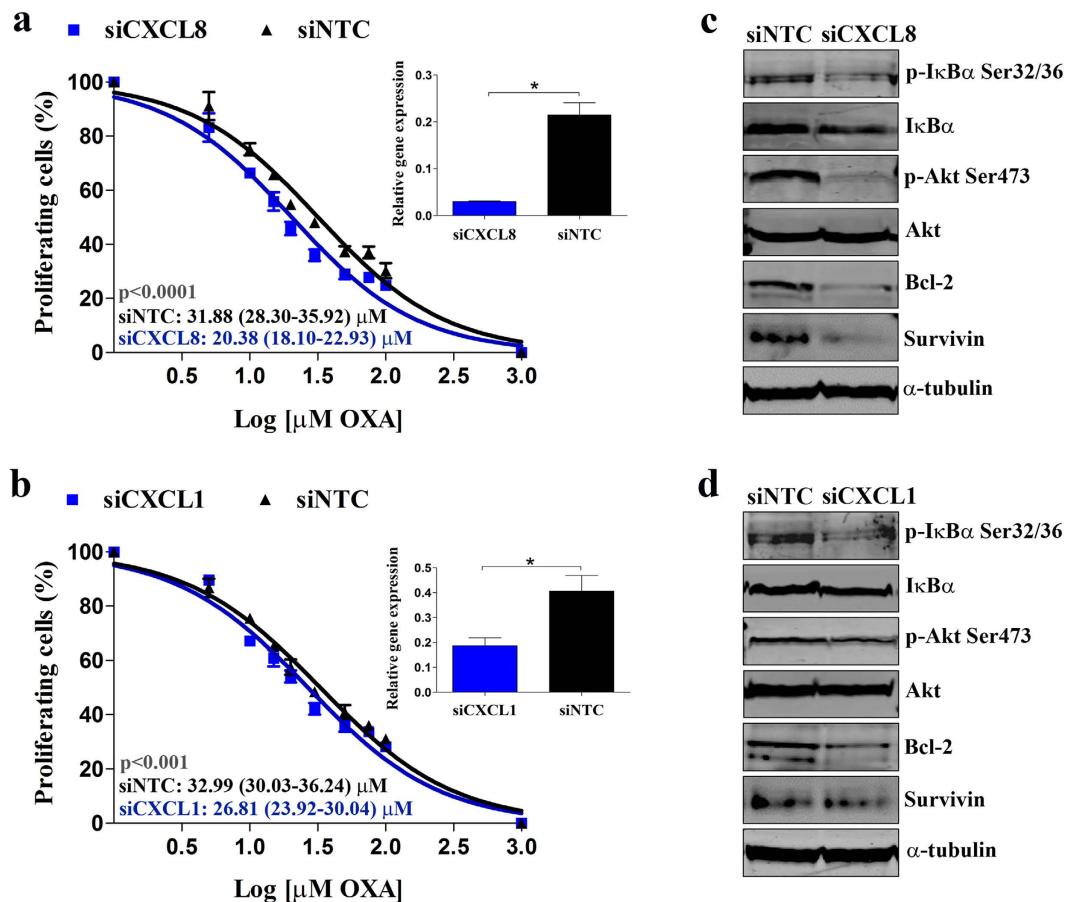 a
siCXCL8 siNTC
Proliferating cells (%)
100
80
60
40
20
0
0.5 1.0 1.5 2.0 2.5 3.0
Log [μM OXA]
p<0.0001
siNTC: 31.88 (28.30-35.92) μM
siCXCL8: 20.38 (18.10-22.93) μM
Relative gene expression
0.3
0.2
0.1
0.0
*
siCXCL8 siNTC
c
siNTC siCXCL8
p-IκBα Ser32/36
IκBα
p-Akt Ser473
Akt
Bcl-2
Survivin
α-tubulin
b
siCXCL1 siNTC
Proliferating cells (%)
100
80
60
40
20
0
0.5 1.0 1.5 2.0 2.5 3.0
Log [μM OXA]
p<0.001
siNTC: 32.99 (30.03-36.24) μM
siCXCL1: 26.81 (23.92-30.04) μM
Relative gene expression
0.5
0.4
0.3
0.2
0.1
0.0
*
siCXCL1 siNTC
d
siNTC siCXCL1
p-IκBα Ser32/36
IκBα
p-Akt Ser473
Akt
Bcl-2
Survivin
α-tubulin